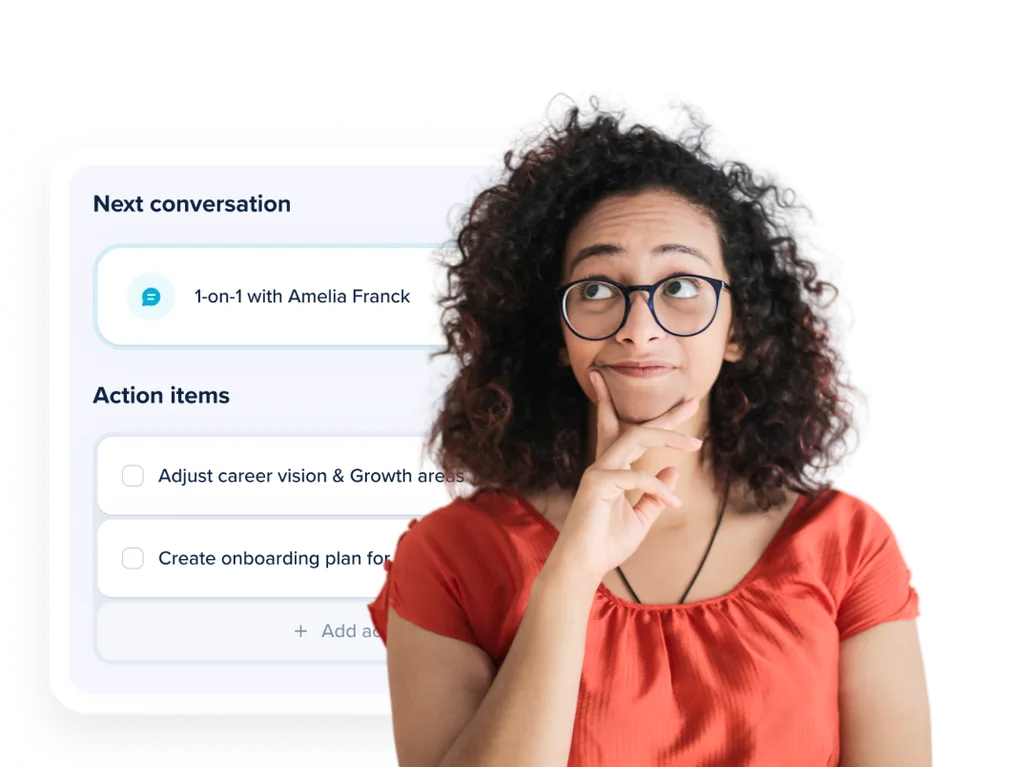 Next conversation
1-on-1 with Amelia Franck
Action items
Adjust career vision & Growth areas
Create onboarding plan for
+ Add